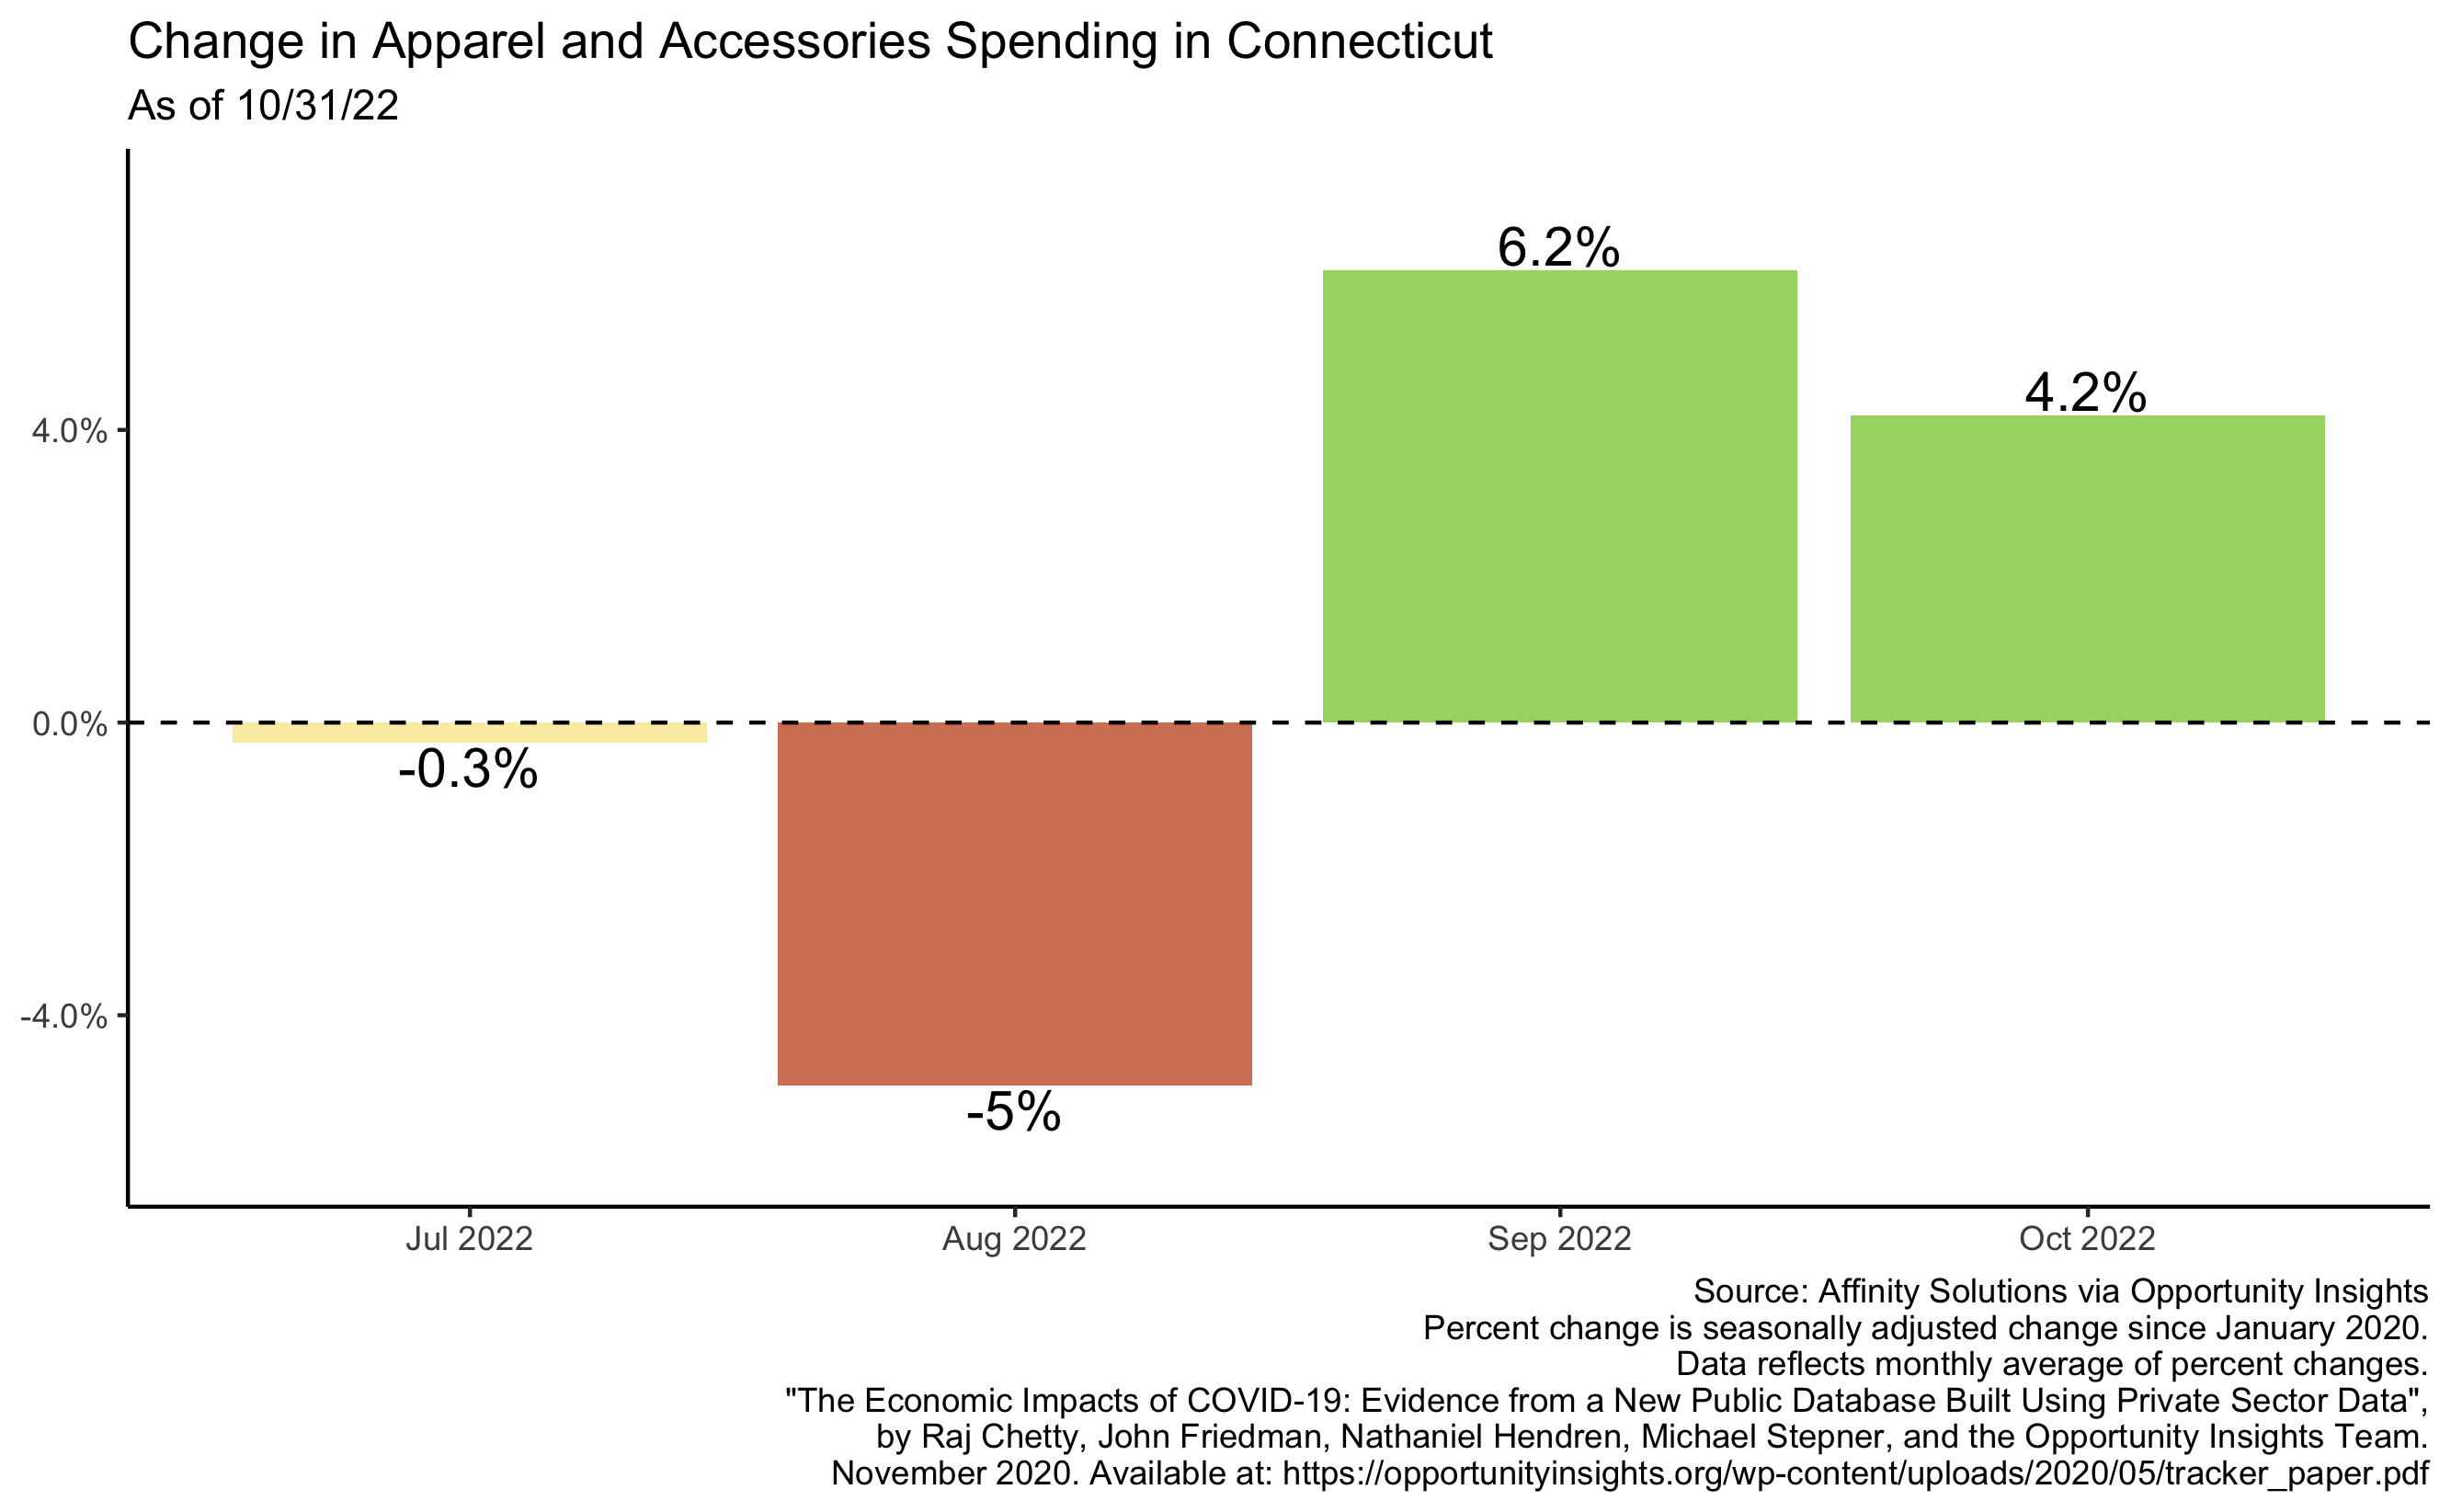 Change in Apparel and Accessories Spending in Connecticut
As of 10/31/22
6.2%
4.2%
4.0%
0.0%
-0.3%
-4.0%
-5%
Jul 2022
Aug 2022
Sep 2022
Oct 2022
Source: Affinity Solutions via Opportunity Insights
Percent change is seasonally adjusted change since January 2020.
Data reflects monthly average of percent changes.
"The Economic Impacts of COVID-19: Evidence from a New Public Database Built Using Private Sector Data",
by Raj Chetty, John Friedman, Nathaniel Hendren, Michael Stepner, and the Opportunity Insights Team.
November 2020. Available at: https://opportunityinsights.org/wp-content/uploads/2020/05/tracker_paper.pdf